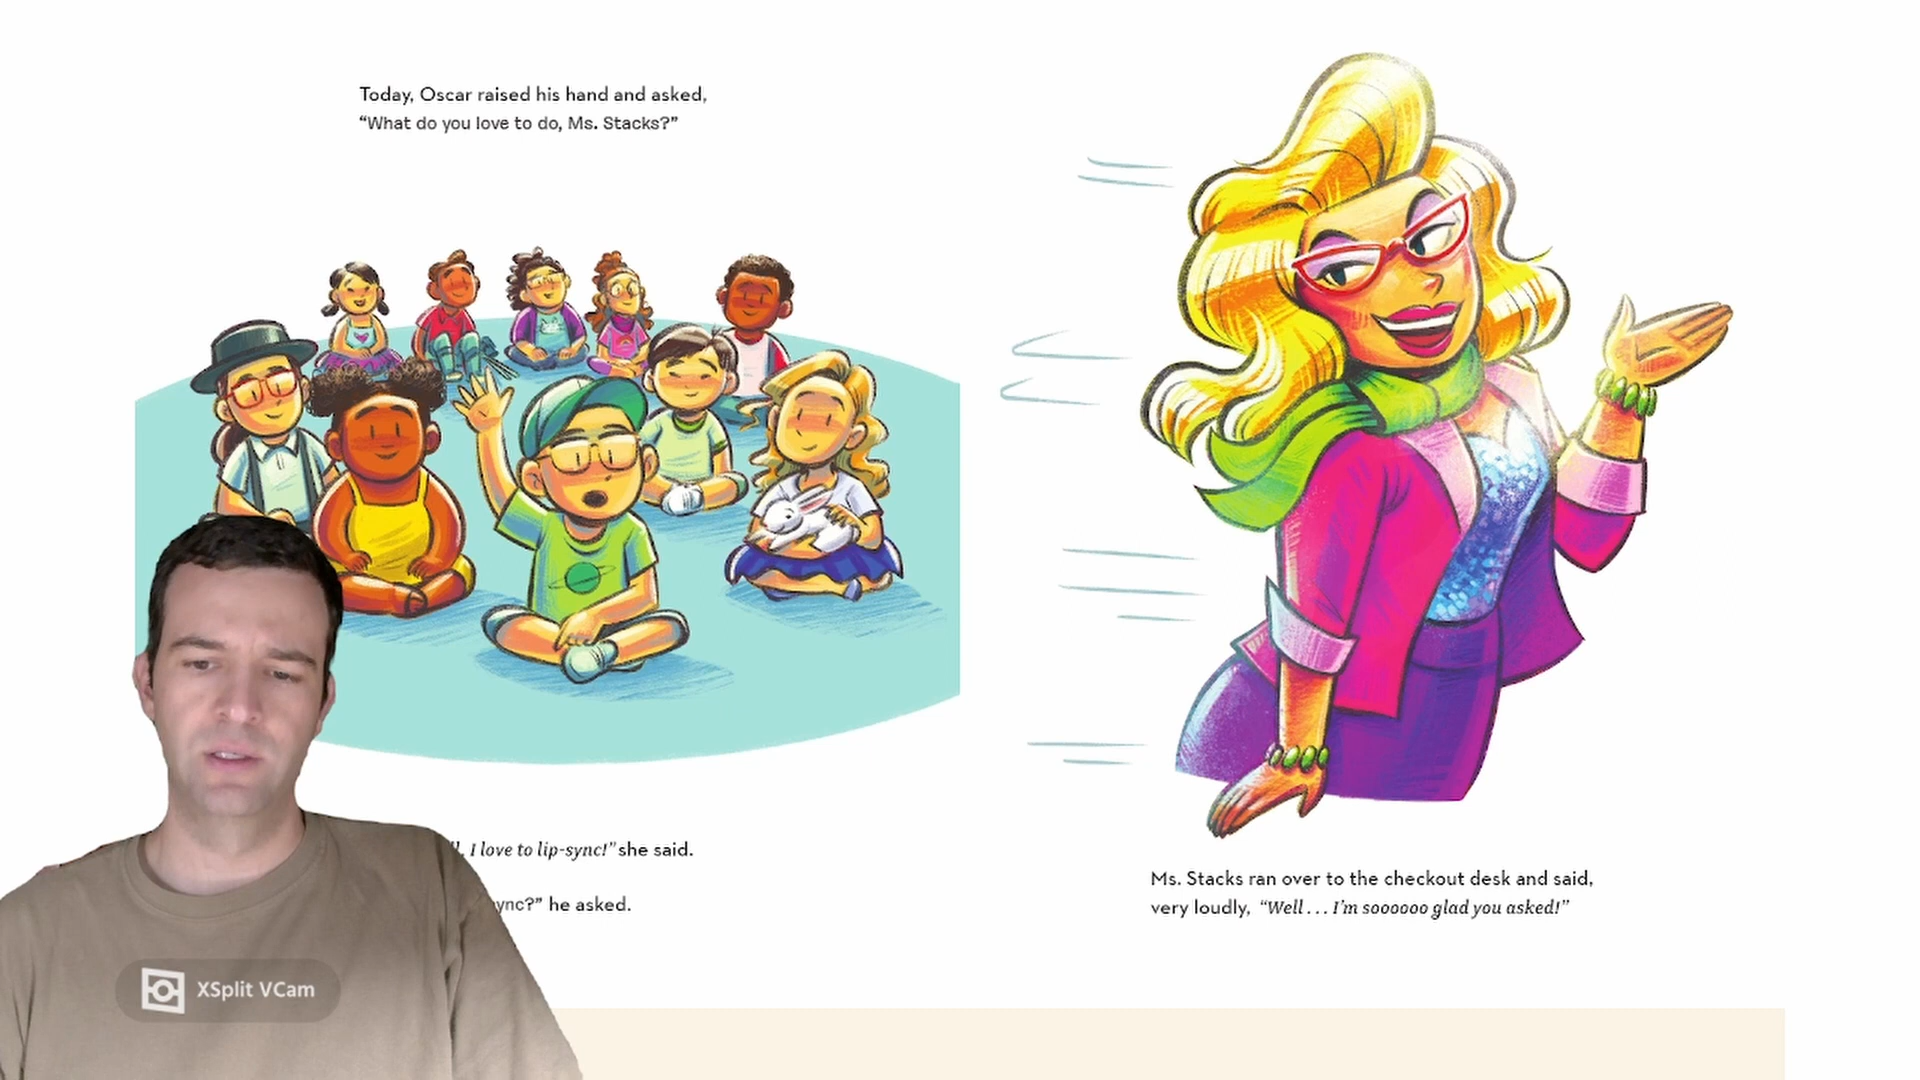 Today, Oscar raised his hand and asked,
“What do you love to do, Ms. Stacks?”
I love to lip-sync!” she said.
he asked.
Ms. Stacks ran over to the checkout desk and said,
very loudly, “Well . . . I’m soooooo glad you asked!”
XSplit VCam